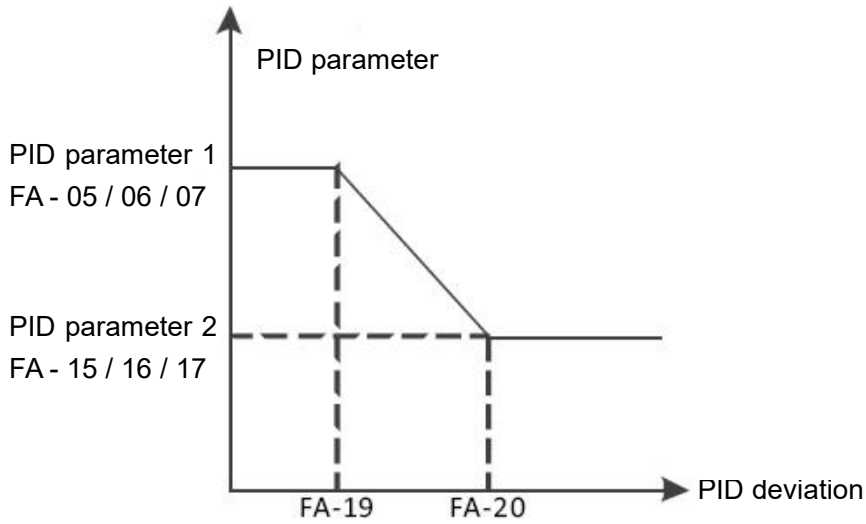 PID parameter
PID parameter 1
FA - 05 / 06 / 07
PID parameter 2
FA - 15 / 16 / 17
PID deviation
FA-19
FA-20